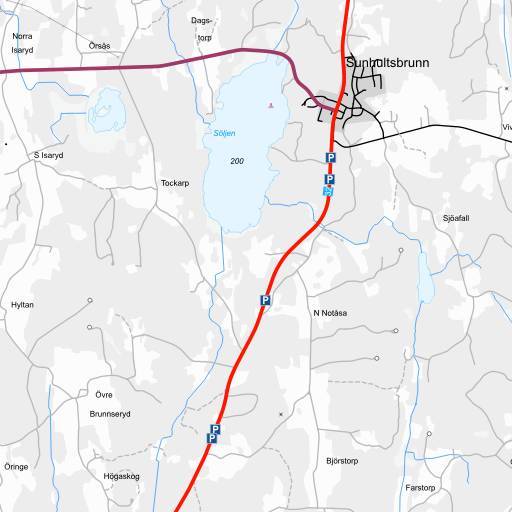 Norra
Isaryd
Örsås
Dags-
torp
Sunhultsbrunn
Söljen
200
S Isaryd
Tockarp
Viv
P
P
Sjöafall
Hyltan
P
N Notåsa
Övre
Brunnseryd
P
P
Öringe
Högaskog
Björstorp
Farstorp